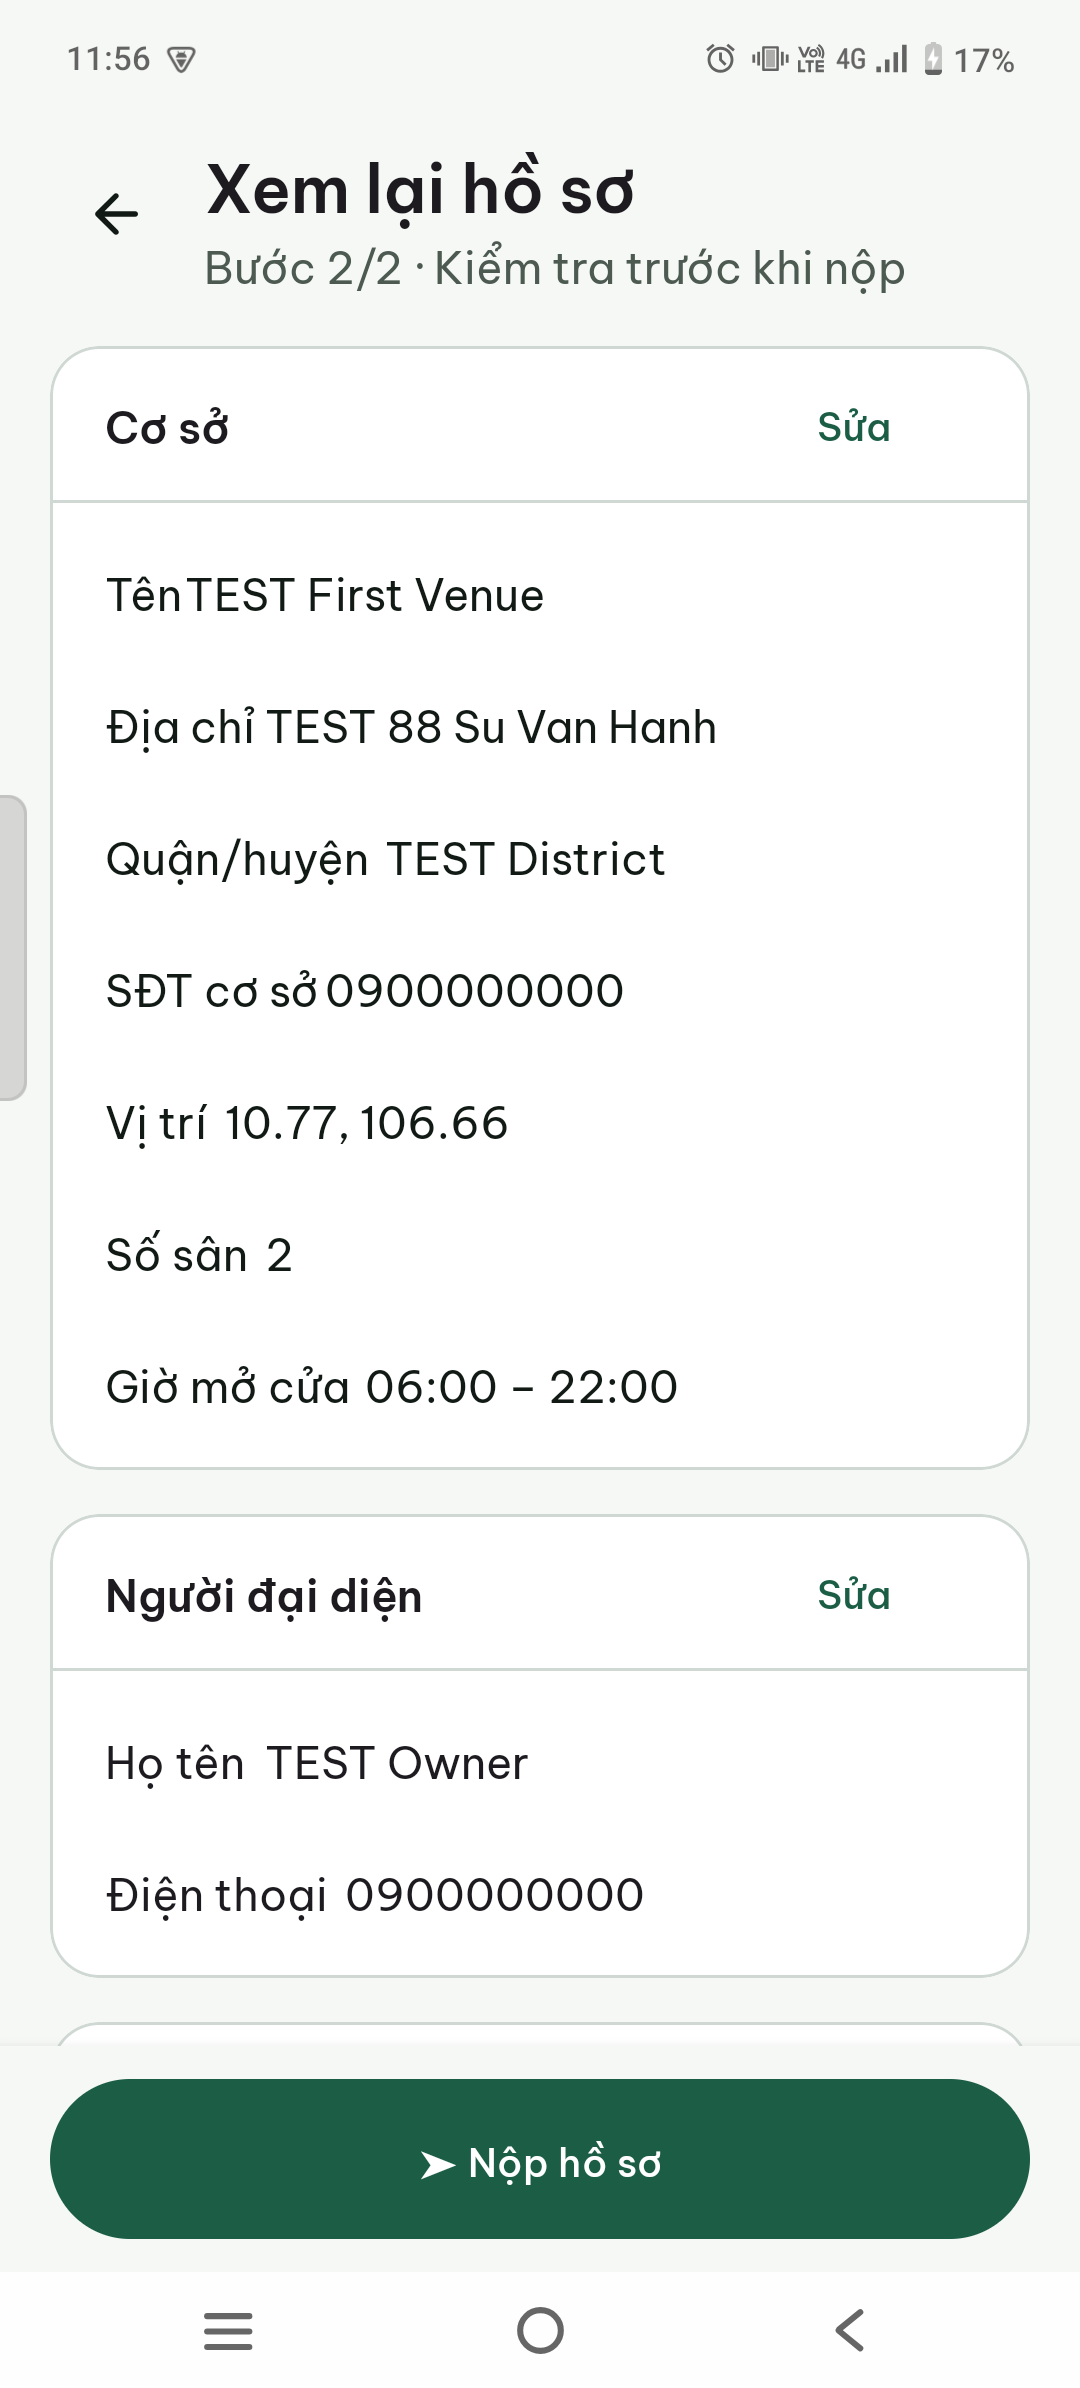 11:56 VoLTE 4G 17%
Xem lại hồ sơ
Bước 2/2 · Kiểm tra trước khi nộp
Cơ sở Sửa
Tên TEST First Venue
Địa chỉ TEST 88 Su Van Hanh
Quận/huyện TEST District
SĐT cơ sở 0900000000
Vị trí 10.77, 106.66
Số sân 2
Giờ mở cửa 06:00 – 22:00
Người đại diện Sửa
Họ tên TEST Owner
Điện thoại 0900000000
Nộp hồ sơ